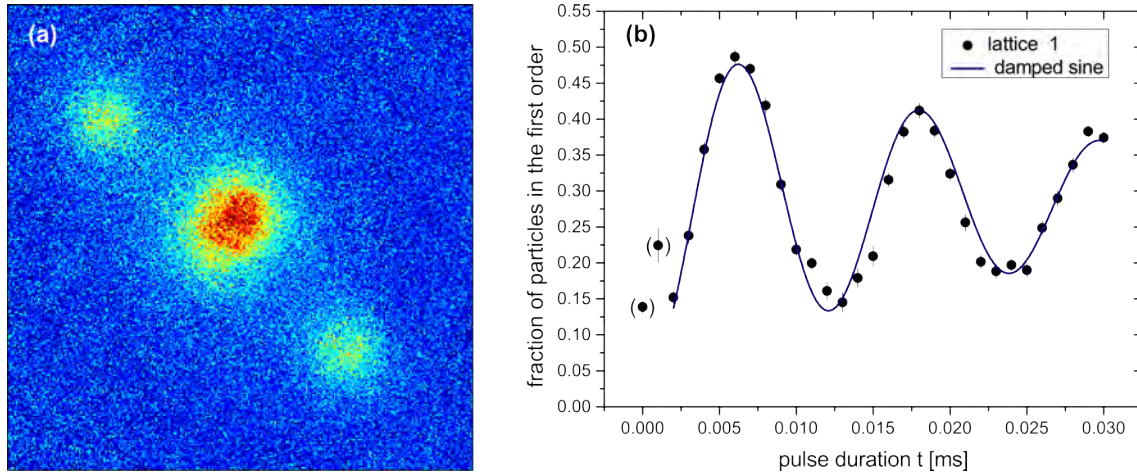 (a)
(b)
lattice 1
damped sine
fraction of particles in the first order
0.55
0.50
0.45
0.40
0.35
0.30
0.25
0.20
0.15
0.10
0.05
0.00
( )
( )
0.000 0.005 0.010 0.015 0.020 0.025 0.030
pulse duration t [ms]